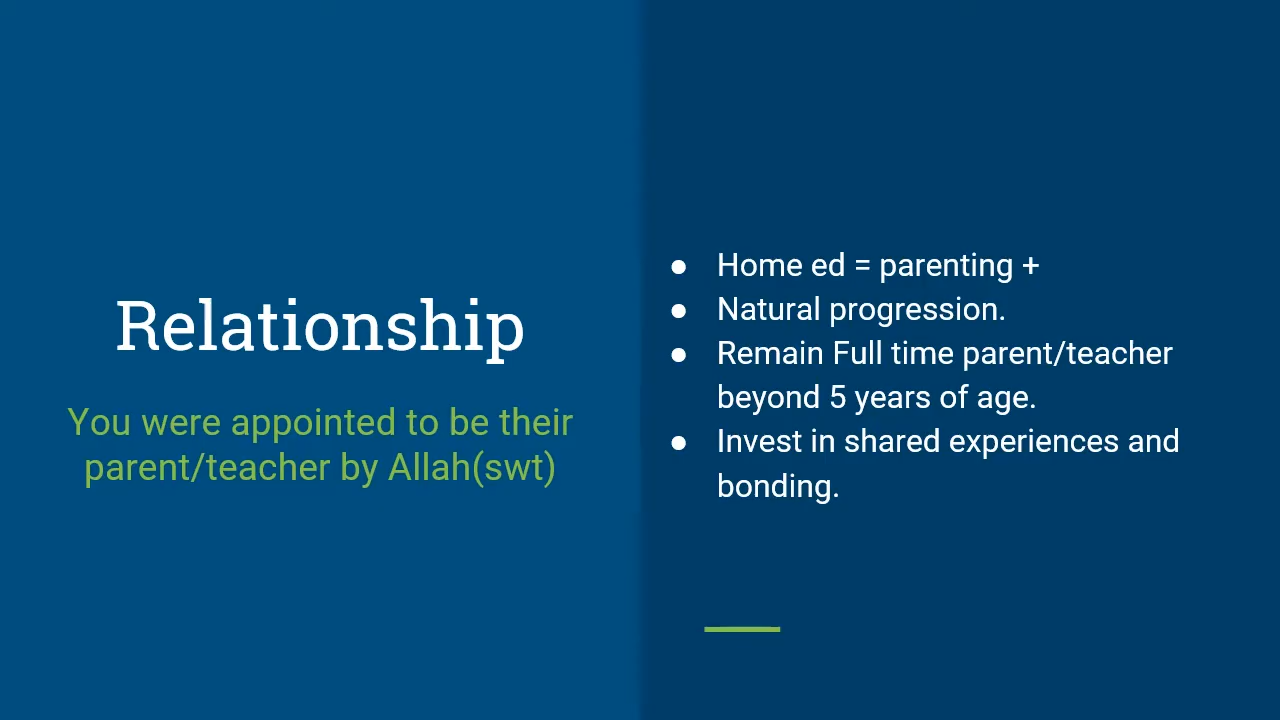 Relationship
You were appointed to be their
parent/teacher by Allah(swt)
● Home ed = parenting +
● Natural progression.
● Remain Full time parent/teacher
beyond 5 years of age.
● Invest in shared experiences and
bonding.